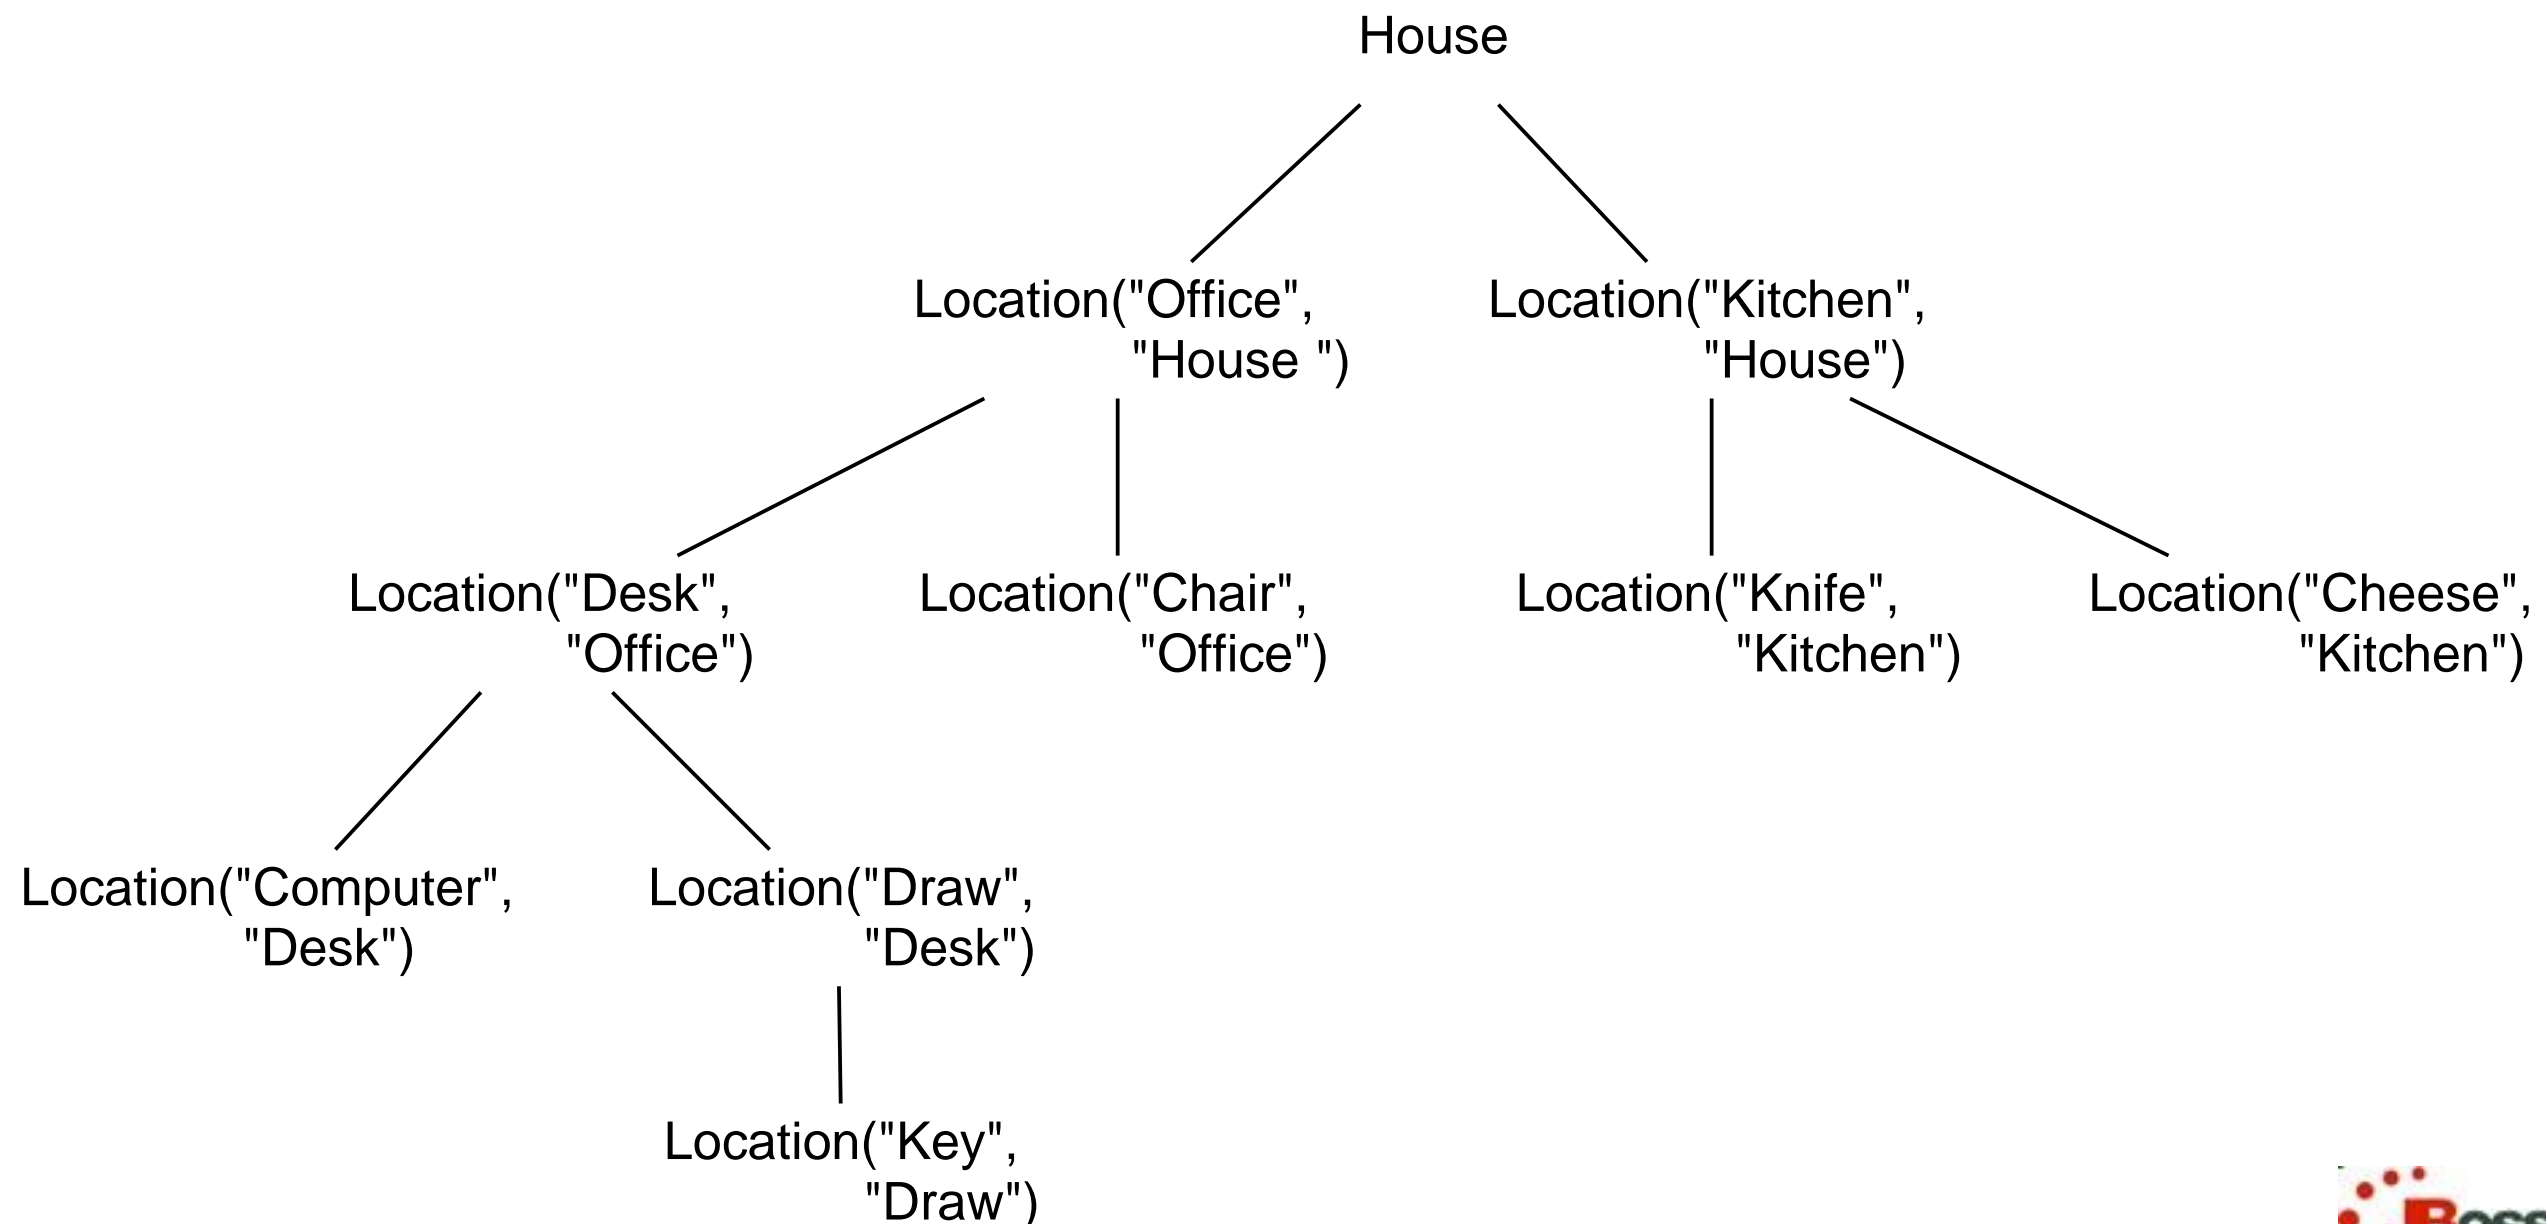 House
Location("Office",
"House ")
Location("Kitchen",
"House")
Location("Desk",
"Office")
Location("Chair",
"Office")
Location("Knife",
"Kitchen")
Location("Cheese",
"Kitchen")
Location("Computer",
"Desk")
Location("Draw",
"Desk")
Location("Key",
"Draw")